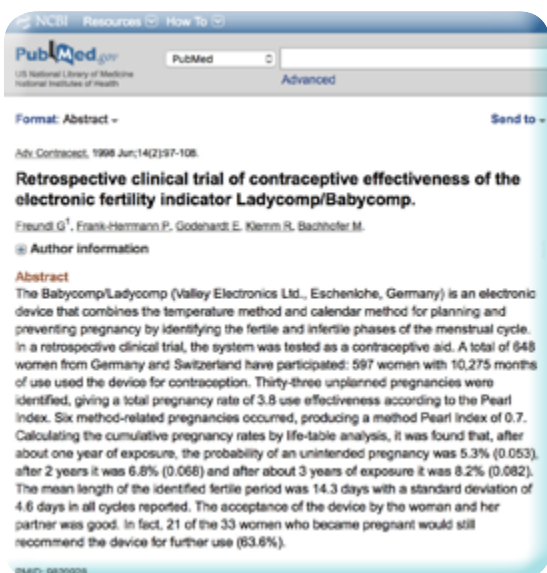 NCBI Resources How To
PubMed.gov
US National Library of Medicine
National Institutes of Health
PubMed
Advanced
Format: Abstract
Send to
Adv Contracept. 1998 Jun;14(2):97-108.
Retrospective clinical trial of contraceptive effectiveness of the
electronic fertility indicator Ladycomp/Babycomp.
Freundl G1, Frank-Herrmann P, Godehardt E, Klemm R, Bachhofer M.
Author information
Abstract
The Babycomp/Ladycomp (Valley Electronics Ltd., Eschenlohe, Germany) is an electronic
device that combines the temperature method and calendar method for planning and
preventing pregnancy by identifying the fertile and infertile phases of the menstrual cycle.
In a retrospective clinical trial, the system was tested as a contraceptive aid. A total of 648
women from Germany and Switzerland have participated: 597 women with 10,275 months
of use used the device for contraception. Thirty-three unplanned pregnancies were
identified, giving a total pregnancy rate of 3.8 use effectiveness according to the Pearl
Index. Six method-related pregnancies occurred, producing a method Pearl Index of 0.7.
Calculating the cumulative pregnancy rates by life-table analysis, it was found that, after
about one year of exposure, the probability of an unintended pregnancy was 5.3% (0.053),
after 2 years it was 6.8% (0.068) and after about 3 years of exposure it was 8.2% (0.082).
The mean length of the identified fertile period was 14.3 days with a standard deviation of
4.6 days in all cycles reported. The acceptance of the device by the woman and her
partner was good. In fact, 21 of the 33 women who became pregnant would still
recommend the device for further use (63.6%).